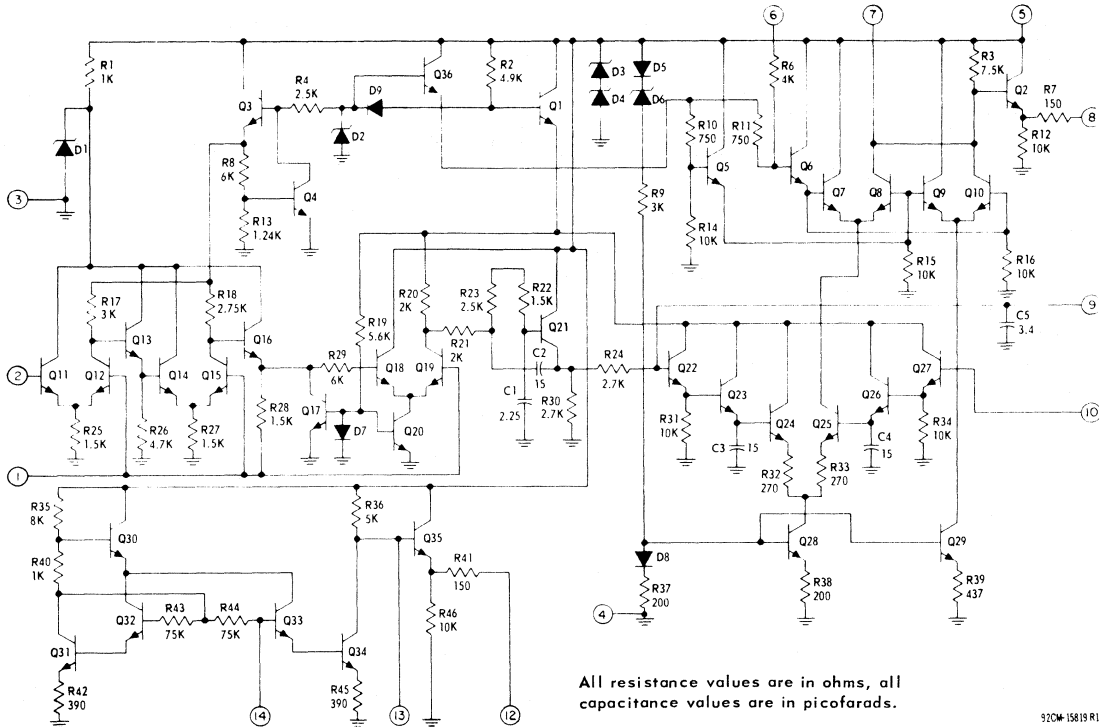 6
7
5
R1
1K
R4
2.5K
Q3
D9
Q36
R2
4.9K
Q1
D3
D4
D5
D6
R6
4K
R3
7.5K
Q2
R7
150
8
R12
10K
D1
D2
R10
750
R11
750
Q5
Q6
3
R8
6K
Q4
R9
3K
Q7
Q8
Q9
Q10
R13
1.24K
R14
10K
R15
10K
R16
10K
9
C5
3.4
R17
3K
R18
2.75K
Q13
Q16
R19
5.6K
R20
2K
R23
2.5K
R22
1.5K
Q21
R21
2K
2
Q11
Q12
Q14
Q15
R29
6K
Q18
Q19
C2
15
R24
2.7K
Q22
Q27
C1
2.25
R30
2.7K
Q23
Q26
10
R25
1.5K
R26
4.7K
R27
1.5K
R28
1.5K
Q17
D7
Q20
R31
10K
Q24
Q25
R34
10K
C3
15
C4
15
1
R32
270
R33
270
R35
8K
Q30
R36
5K
Q35
R40
1K
R41
150
D8
Q28
Q29
R37
200
R38
200
R39
437
4
Q32
R43
75K
R44
75K
Q33
R46
10K
Q31
Q34
R42
390
R45
390
14
13
12
All resistance values are in ohms, all
capacitance values are in picofarads.
92CM-15819 R1